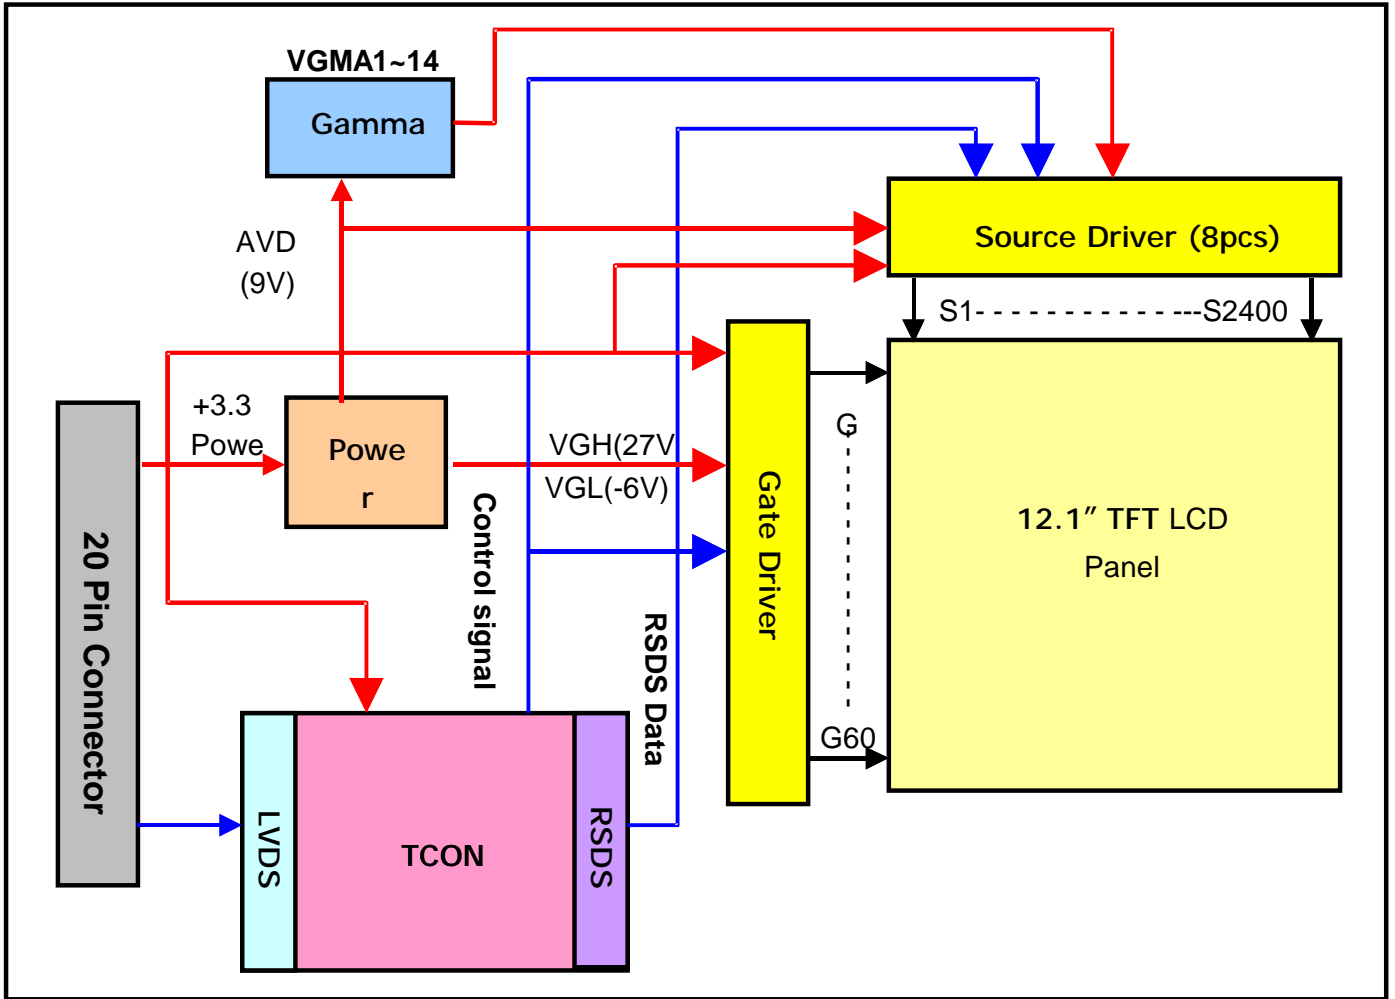 VGMA1~14
Gamma
AVD
(9V)
Source Driver (8pcs)
S1- - - - - - - - - - - ---S2400
+3.3
Powe
Powe
r
VGH(27V
VGL(-6V)
G
G60
Gate Driver
12.1" TFT LCD
Panel
20 Pin Connector
Control signal
RSDS Data
LVDS
TCON
RSDS